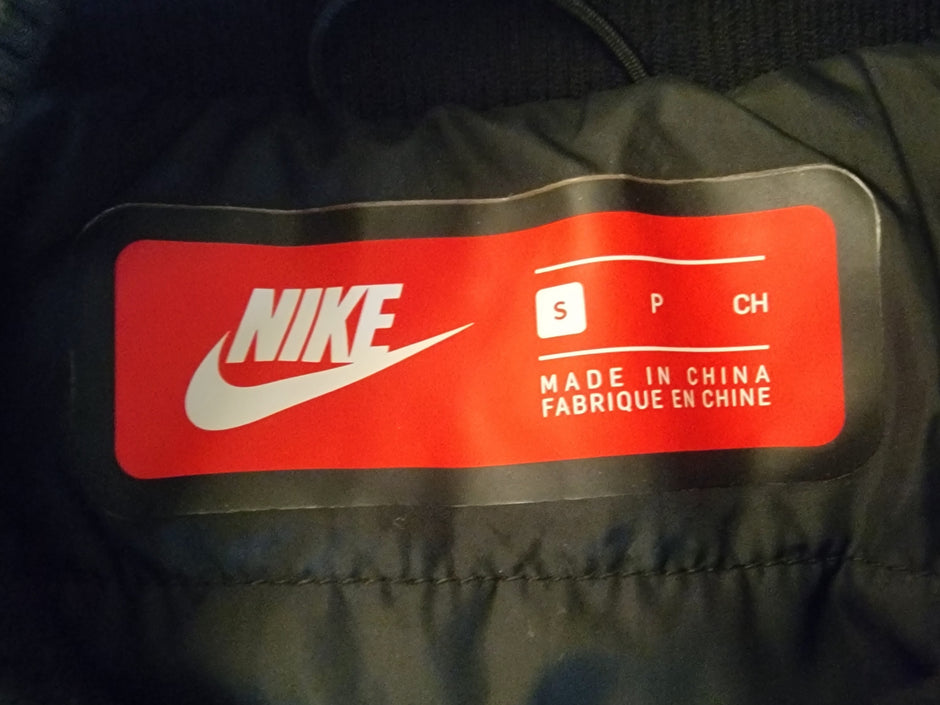 NIKE
S P CH
MADE IN CHINA
FABRIQUE EN CHINE